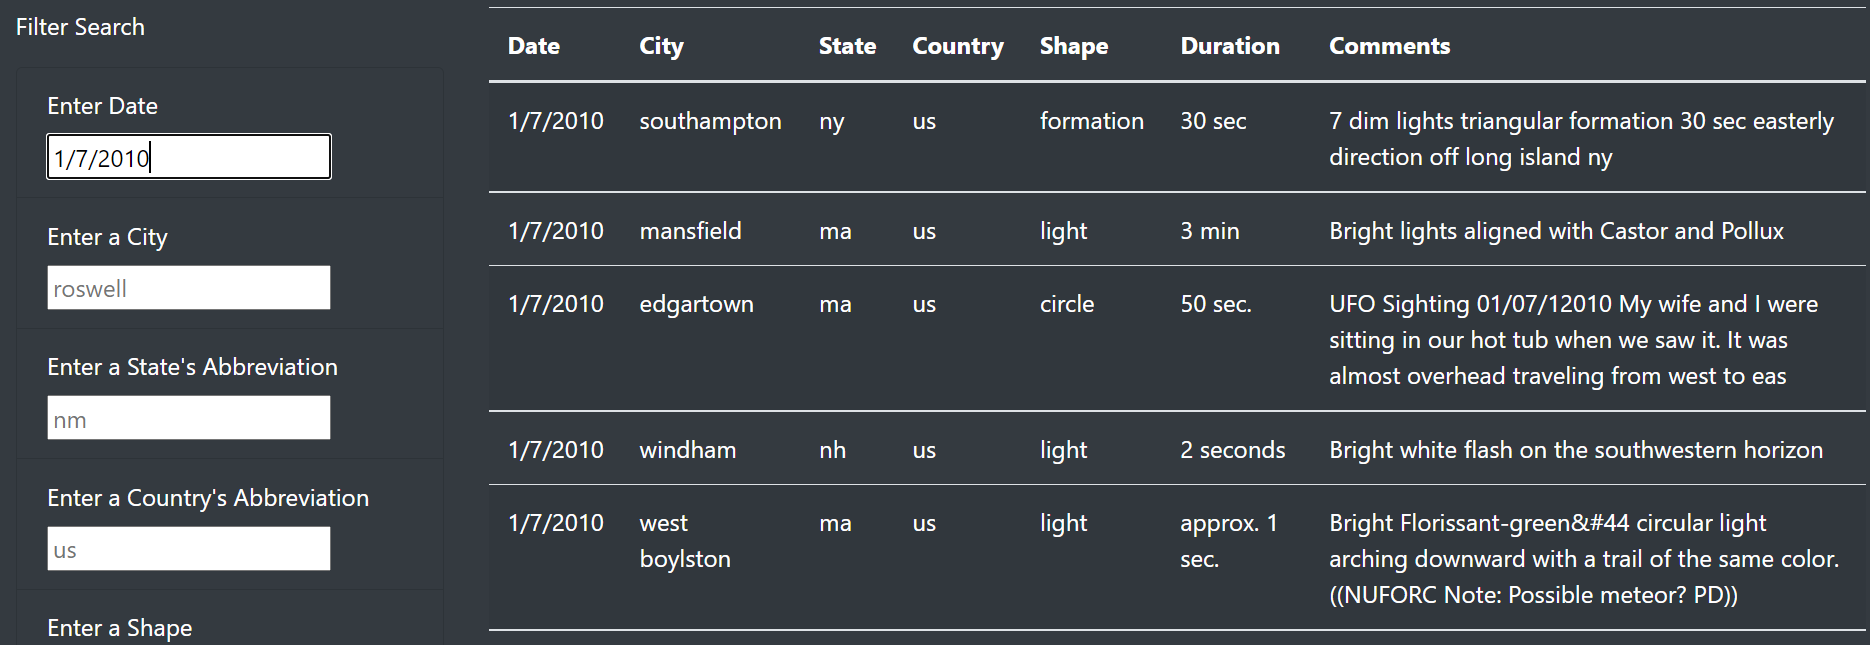 Filter Search
Enter Date
1/7/2010
Enter a City
roswell
Enter a State's Abbreviation
nm
Enter a Country's Abbreviation
us
Enter a Shape
Date City State Country Shape Duration Comments
1/7/2010 southampton ny us formation 30 sec 7 dim lights triangular formation 30 sec easterly
direction off long island ny
1/7/2010 mansfield ma us light 3 min Bright lights aligned with Castor and Pollux
1/7/2010 edgartown ma us circle 50 sec. UFO Sighting 01/07/12010 My wife and I were
sitting in our hot tub when we saw it. It was
almost overhead traveling from west to eas
1/7/2010 windham nh us light 2 seconds Bright white flash on the southwestern horizon
1/7/2010 west ma us light approx. 1 Bright Florissant-green&#44 circular light
boylston sec. arching downward with a trail of the same color.
((NUFORC Note: Possible meteor? PD))